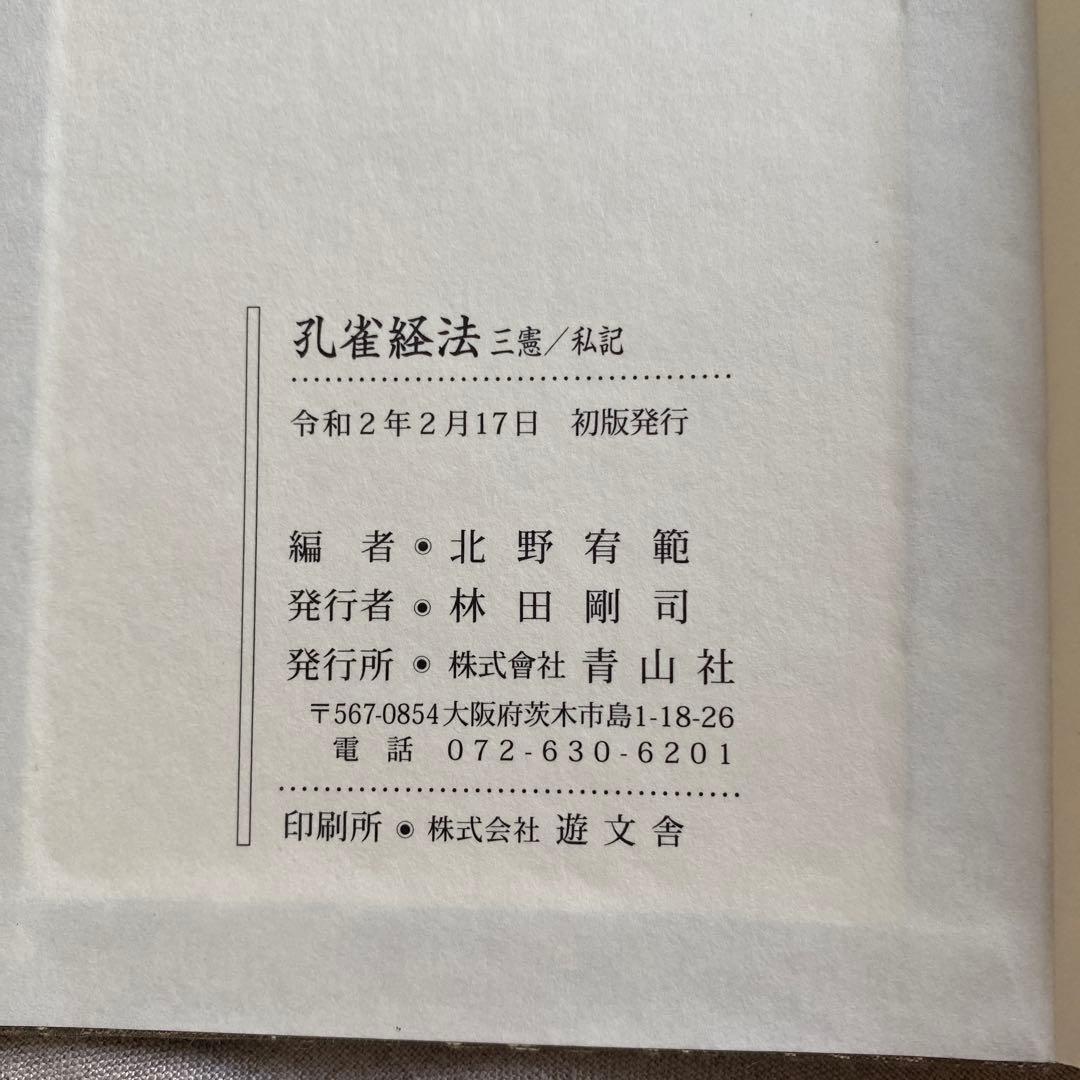 孔雀経法 三憲／私記
令和２年２月17日　初版発行
編　者 ◉ 北野宥範
発行者 ◉ 林田剛司
発行所 ◉ 株式會社 青山社
〒567-0854 大阪府茨木市島1-18-26
電　話　072-630-6201
印刷所 ◉ 株式会社 遊文舎